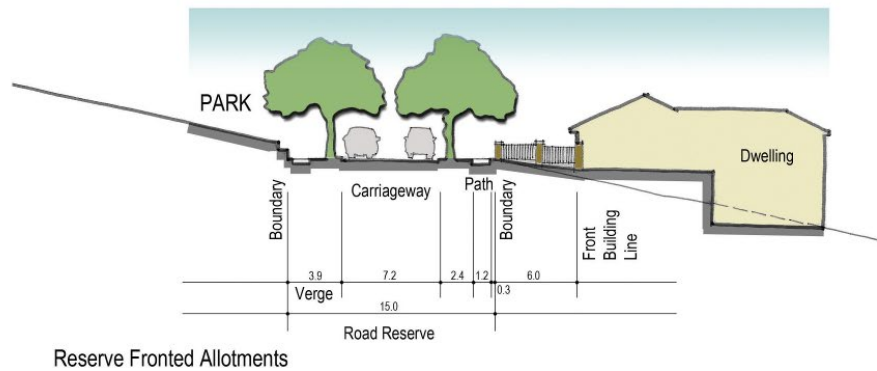 PARK
Dwelling
Boundary
Carriageway
Path
Boundary
Front
Building
Line
3.9
7.2
2.4
1.2
6.0
0.3
Verge
15.0
Road Reserve
Reserve Fronted Allotments